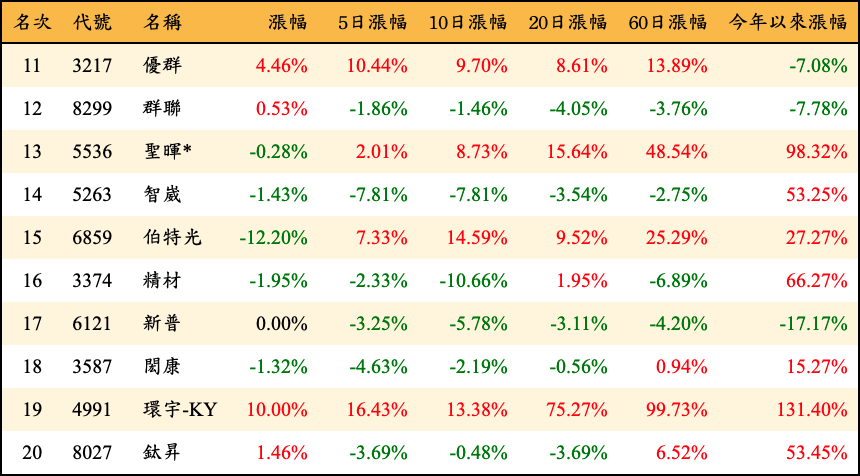 名次 代號 名稱 漲幅 5日漲幅 10日漲幅 20日漲幅 60日漲幅 今年以來漲幅
11 3217 優群 4.46% 10.44% 9.70% 8.61% 13.89% -7.08%
12 8299 群聯 0.53% -1.86% -1.46% -4.05% -3.76% -7.78%
13 5536 聖暉* -0.28% 2.01% 8.73% 15.64% 48.54% 98.32%
14 5263 智崴 -1.43% -7.81% -7.81% -3.54% -2.75% 53.25%
15 6859 伯特光 -12.20% 7.33% 14.59% 9.52% 25.29% 27.27%
16 3374 精材 -1.95% -2.33% -10.66% 1.95% -6.89% 66.27%
17 6121 新普 0.00% -3.25% -5.78% -3.11% -4.20% -17.17%
18 3587 閎康 -1.32% -4.63% -2.19% -0.56% 0.94% 15.27%
19 4991 環宇-KY 10.00% 16.43% 13.38% 75.27% 99.73% 131.40%
20 8027 鈦昇 1.46% -3.69% -0.48% -3.69% 6.52% 53.45%